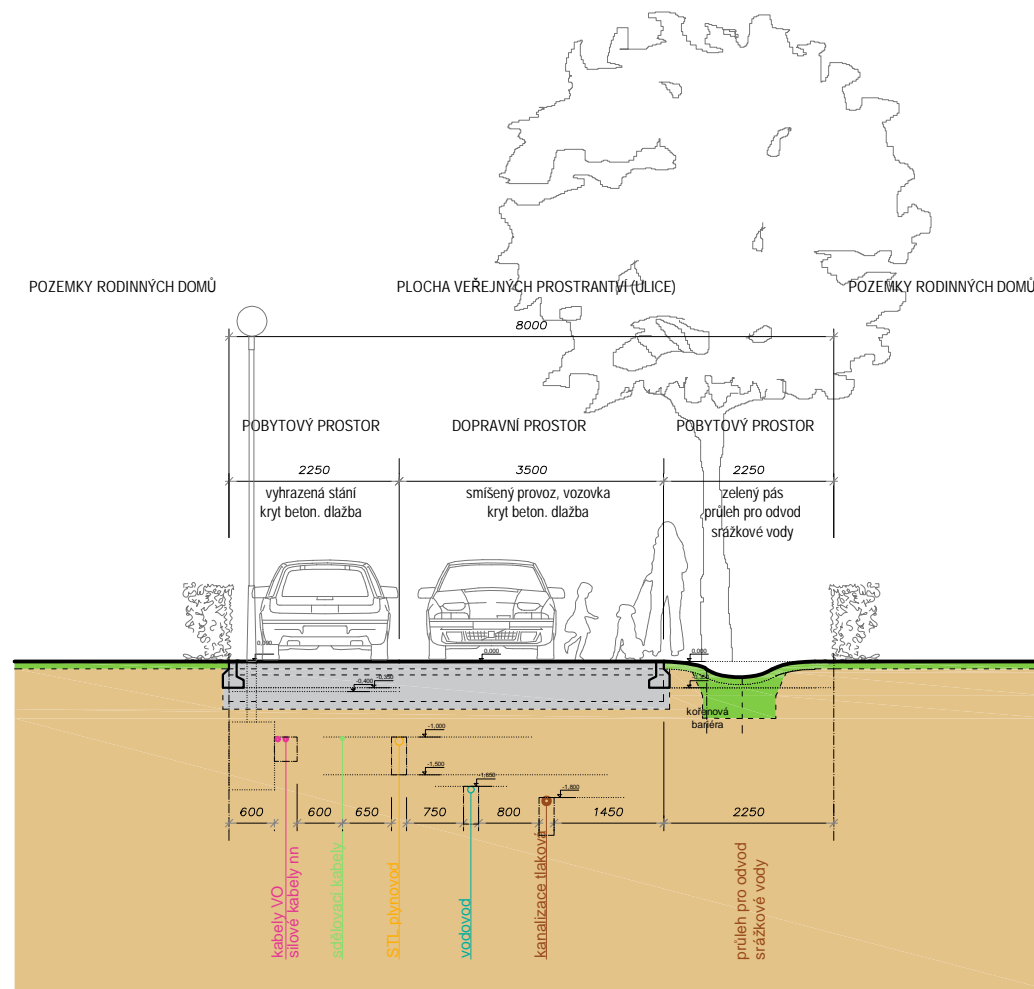 POZEMKY RODINNÝCH DOMŮ
PLOCHA VEŘEJNÝCH PROSTRANTVÍ (ULICE)
POZEMKY RODINNÝCH DOMŮ
8000
POBYTOVÝ PROSTOR
DOPRAVNÍ PROSTOR
POBYTOVÝ PROSTOR
2250
3500
2250
vyhrazená stání
kryt beton. dlažba
smíšený provoz, vozovka
kryt beton. dlažba
zelený pás
průleh pro odvod
srážkové vody
0,000
0,000
0,000
-0,400
-0,350
kořenová
bariéra
-1,000
-1,500
-1,650
-1,800
600
600
650
750
800
1450
2250
kabely VO
silové kabely nn
sdělovací kabely
STL plynovod
vodovod
kanalizace tlaková
průleh pro odvod
srážkové vody